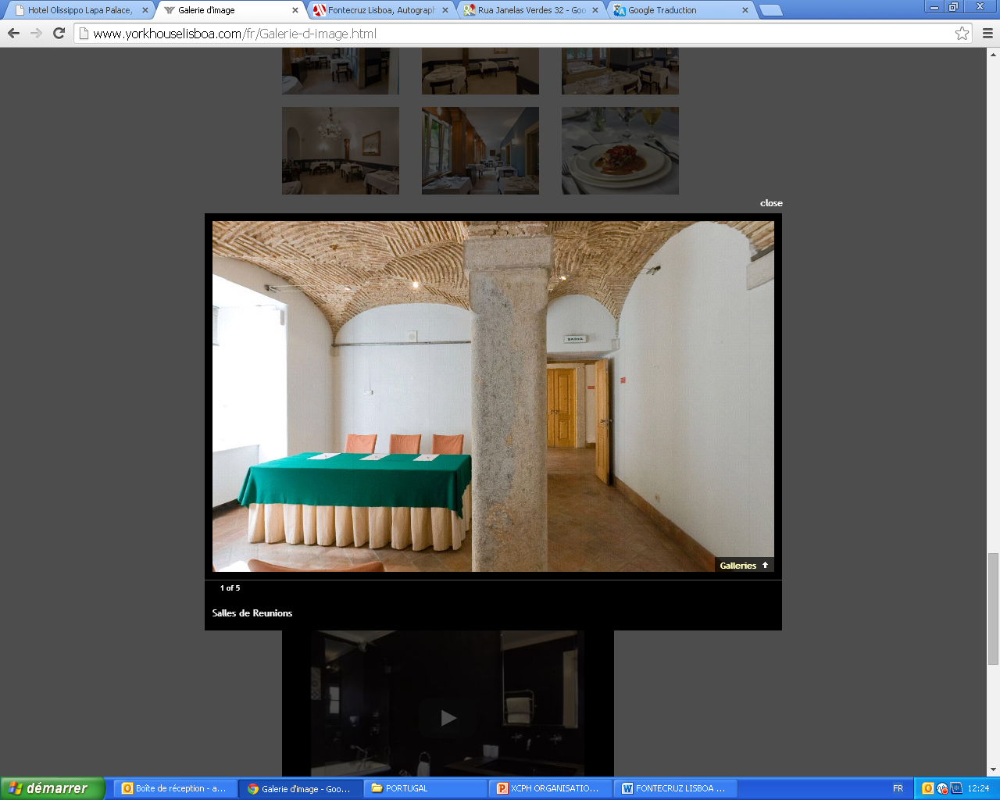 Hotel Olissippo Lapa Palace,
Galerie d'image
Fontecruz Lisboa, Autograph
Rua Janelas Verdes 32 - Goo
Google Traduction
www.yorkhouselisboa.com/fr/Galerie-d-image.html
close
SAIDA
Galleries
1 of 5
Salles de Reunions
démarrer
Boîte de réception - a...
Galerie d'image - Goo...
PORTUGAL
XCPH ORGANISATIO...
FONTECRUZ LISBOA ...
FR
12:24